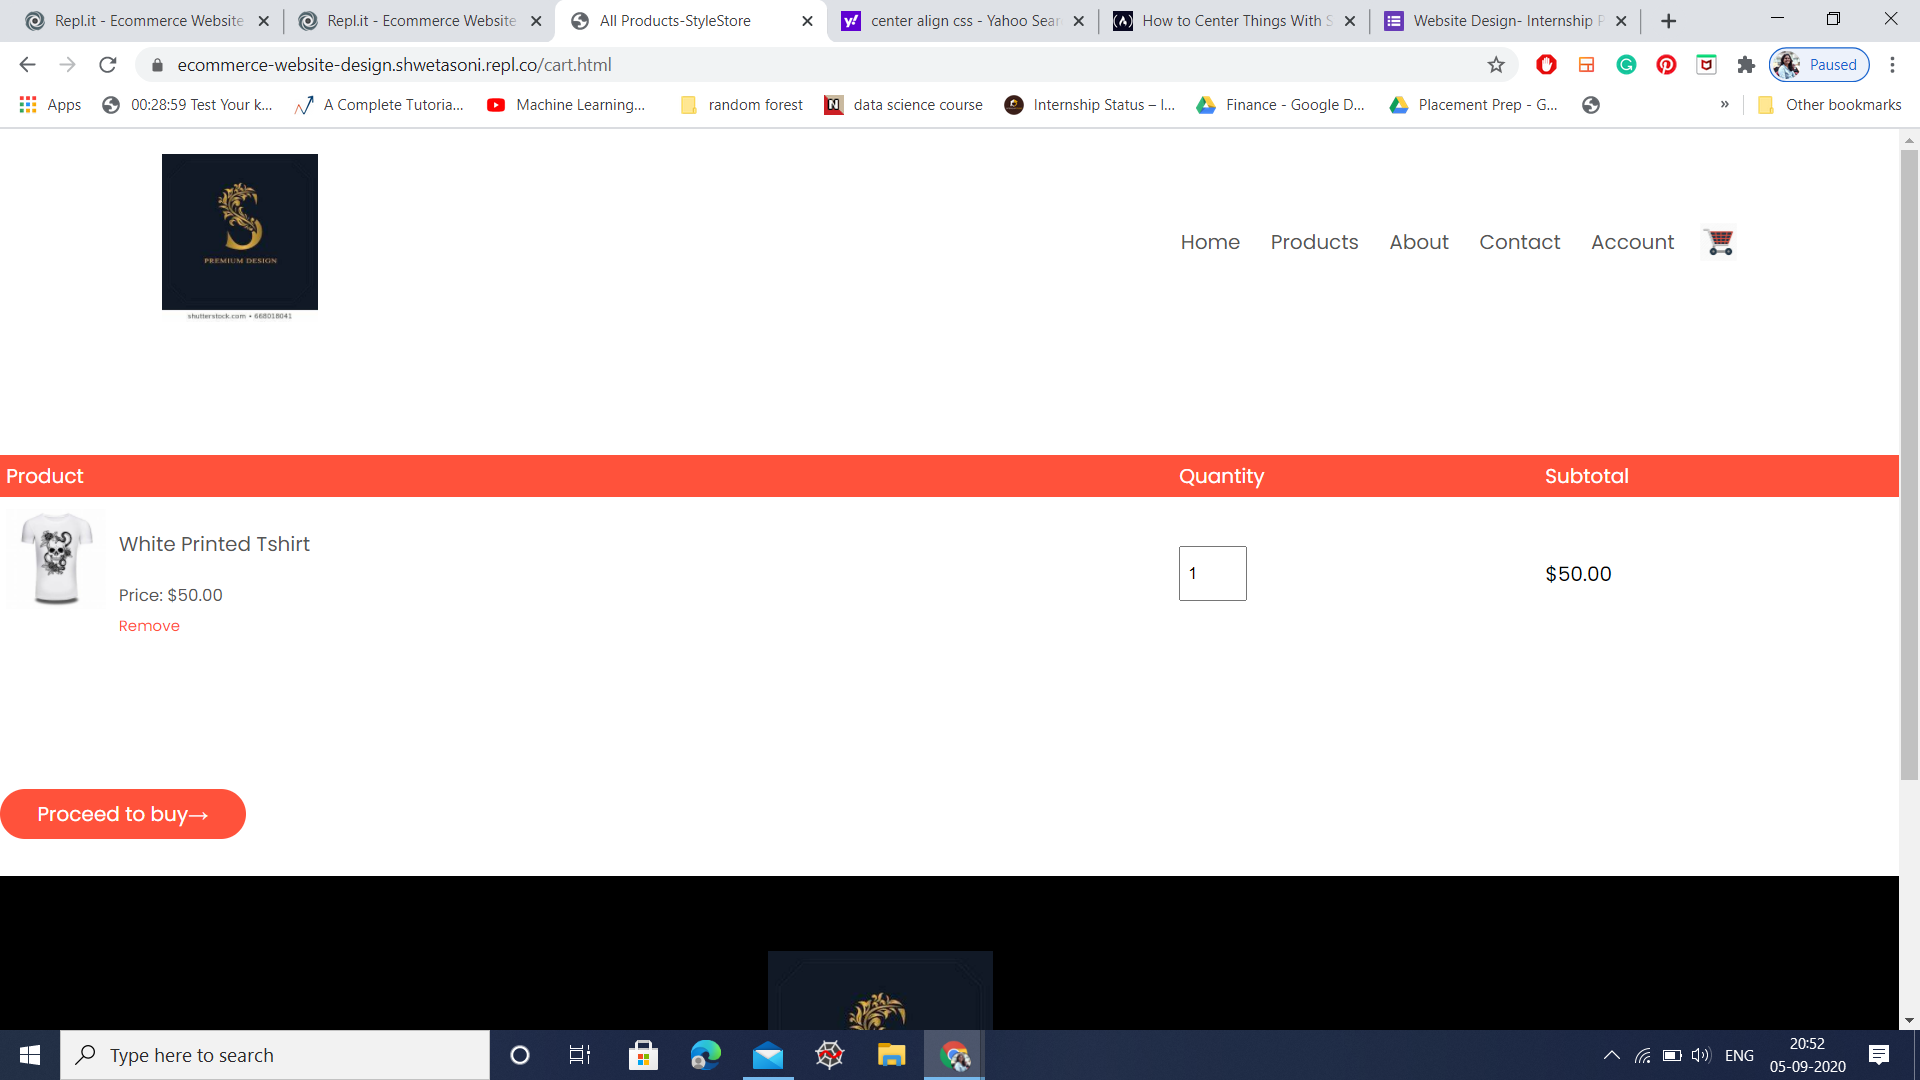 Repl.it - Ecommerce Website
Repl.it - Ecommerce Website
All Products-StyleStore
center align css - Yahoo Sear
How to Center Things With S
Website Design- Internship P
ecommerce-website-design.shwetasoni.repl.co/cart.html
Paused
Apps
00:28:59 Test Your k...
A Complete Tutoria...
Machine Learning...
random forest
data science course
Internship Status – I...
Finance - Google D...
Placement Prep - G...
»
Other bookmarks
S
PREMIUM DESIGN
shutterstock.com • 668018041
Home Products About Contact Account
Product Quantity Subtotal
White Printed Tshirt
Price: $50.00
Remove
1
$50.00
Proceed to buy→
Type here to search
ENG
20:52
05-09-2020